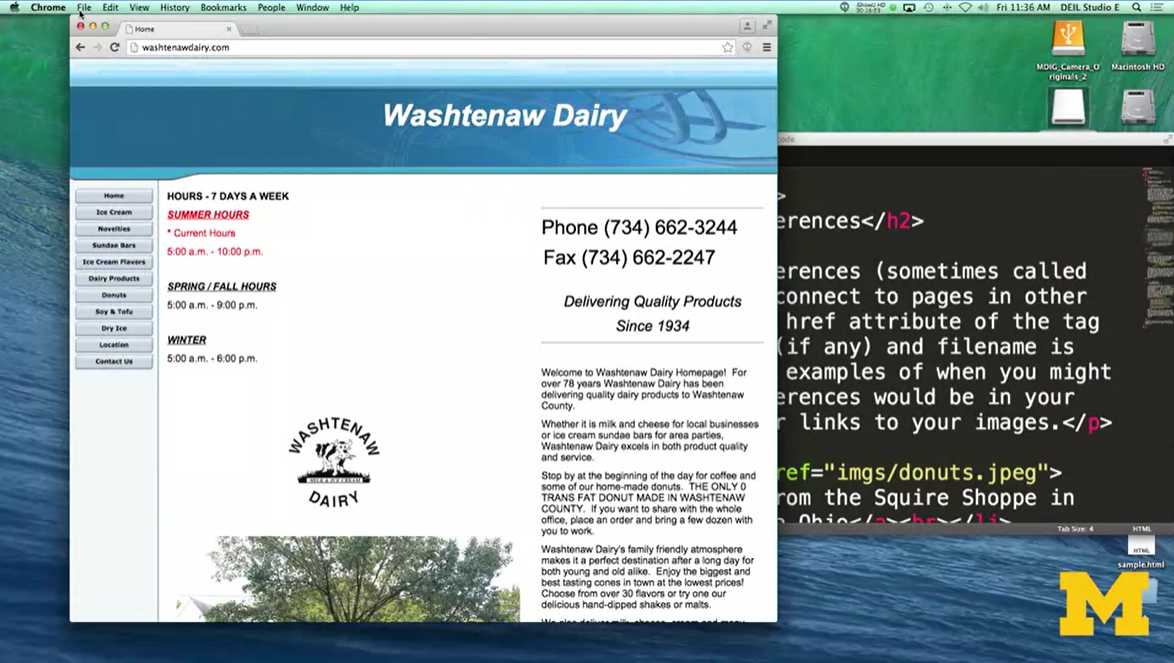 Chrome File Edit View History Bookmarks People Window Help
Fri 11:36 AM DEIL Studio E
Home
washtenawdairy.com
MDIG_Camera_O
riginals_2
Macintosh HD
Washtenaw Dairy
Home
Ice Cream
Novelties
Sundae Bars
Ice Cream Flavors
Dairy Products
Donuts
Soy & Tofu
Dry Ice
Location
Contact Us
HOURS - 7 DAYS A WEEK
SUMMER HOURS
* Current Hours
5:00 a.m. - 10:00 p.m.
SPRING / FALL HOURS
5:00 a.m. - 9:00 p.m.
WINTER
5:00 a.m. - 6:00 p.m.
WASHTENAW
MILK & ICE CREAM
DAIRY
Phone (734) 662-3244
Fax (734) 662-2247
Delivering Quality Products
Since 1934
Welcome to Washtenaw Dairy Homepage! For
over 78 years Washtenaw Dairy has been
delivering quality dairy products to Washtenaw
County.
Whether it is milk and cheese for local businesses
or ice cream sundae bars for area parties,
Washtenaw Dairy excels in both product quality
and service.
Stop by at the beginning of the day for coffee and
some of our home-made donuts. THE ONLY 0
TRANS FAT DONUT MADE IN WASHTENAW
COUNTY. If you want to share with the whole
office, place an order and bring a few dozen with
you to work.
Washtenaw Dairy's family friendly atmosphere
makes it a perfect destination after a long day for
both young and old alike. Enjoy the biggest and
best tasting cones in town at the lowest prices!
Choose from over 30 flavors or try one our
delicious hand-dipped shakes or malts.
We also deliver milk, cheese, cream and many
ode
>
erences</h2>
erences (sometimes called
connect to pages in other
href attribute of the tag
(if any) and filename is
examples of when you might
erences would be in your
r links to your images.</p>
ref="imgs/donuts.jpeg">
rom the Squire Shoppe in
Ohio</a><br></li>
Tab Size: 4 HTML
HTML
sample.html
M